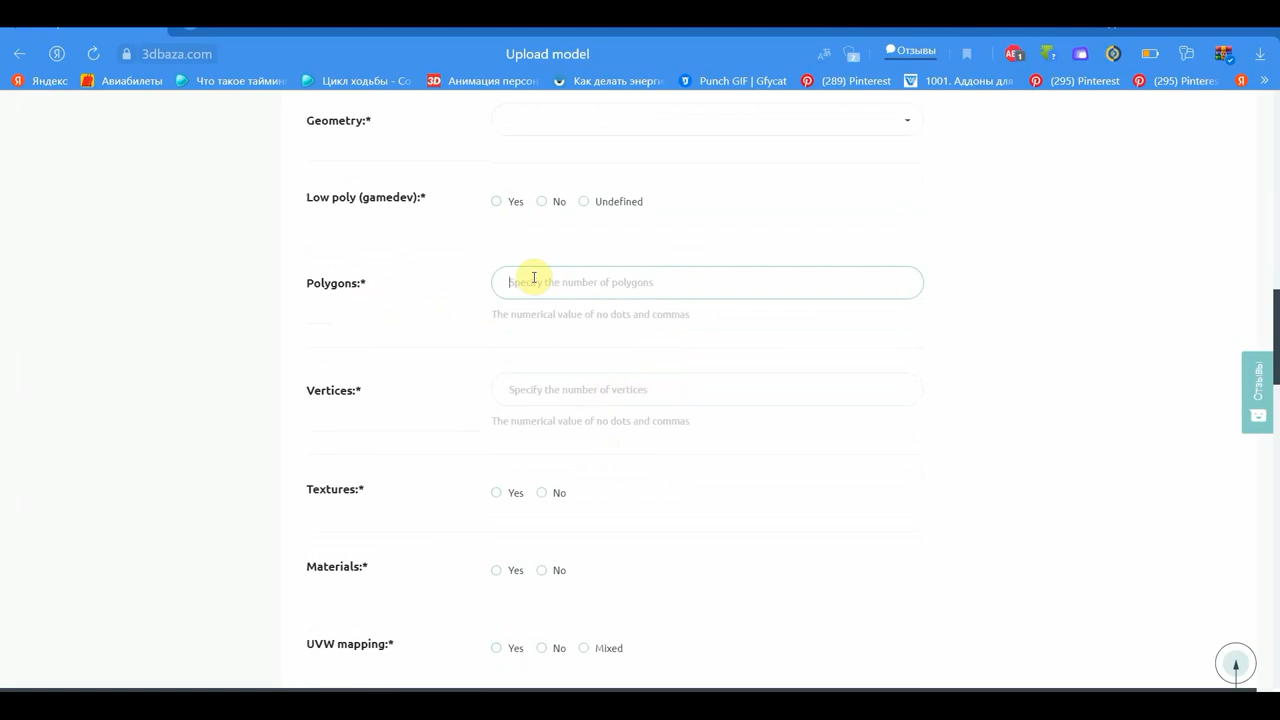 3dbaza.com
Upload model
Отзывы
Яндекс
Авиабилеты
Что такое таймин
Цикл ходьбы - Со
3D Анимация персон
Как делать энерги
Punch GIF | Gfycat
(289) Pinterest
1001. Аддоны для
(295) Pinterest
(295) Pinteres
Geometry:*
Low poly (gamedev):*
Yes
No
Undefined
Polygons:*
Specify the number of polygons
The numerical value of no dots and commas
Отзывы
Vertices:*
Specify the number of vertices
The numerical value of no dots and commas
Textures:*
Yes
No
Materials:*
Yes
No
UVW mapping:*
Yes
No
Mixed